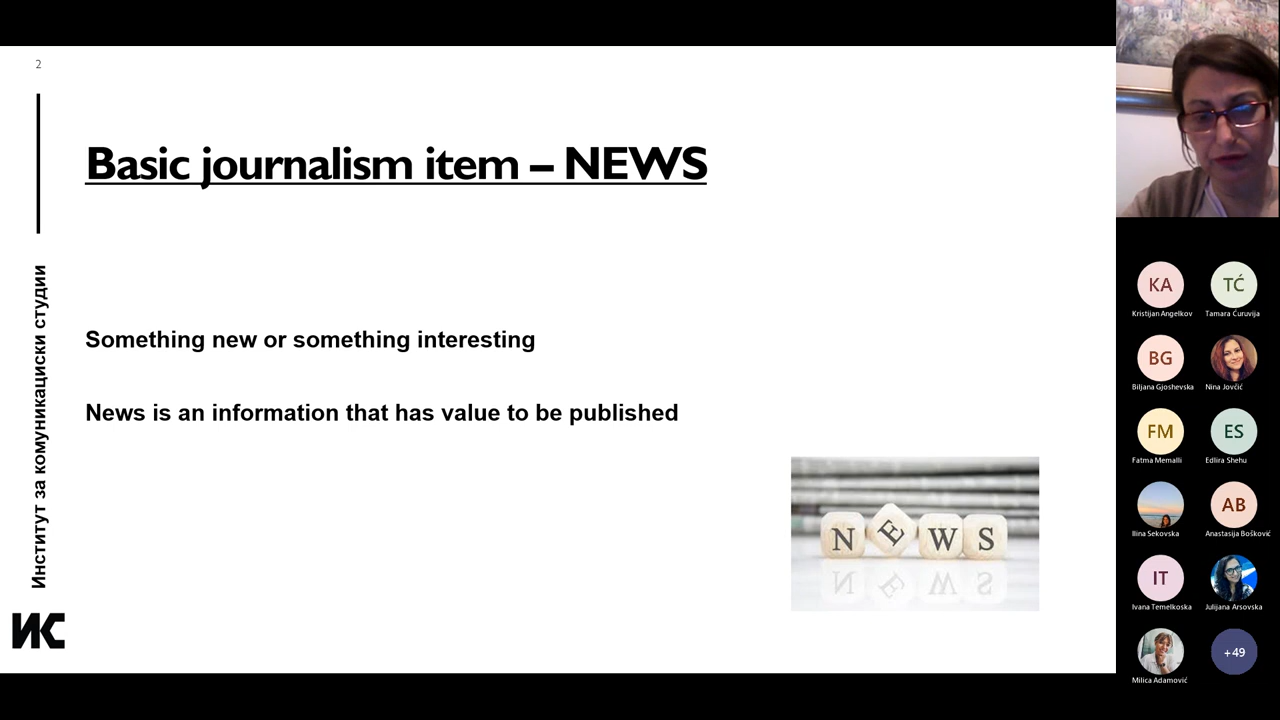 2
Basic journalism item – NEWS
Something new or something interesting
News is an information that has value to be published
Институт за комуникациски студии
ИС
N E W S
KA
TĆ
Kristijan Angelkov
Tamara Ćuruvija
BG
Biljana Gjoshevska
Nina Jovčić
FM
ES
Fatma Memalli
Edlira Shehu
AB
Ilina Sekovska
Anastasija Bošković
IT
Ivana Temelkoska
Julijana Arsovska
+49
Milica Adamović